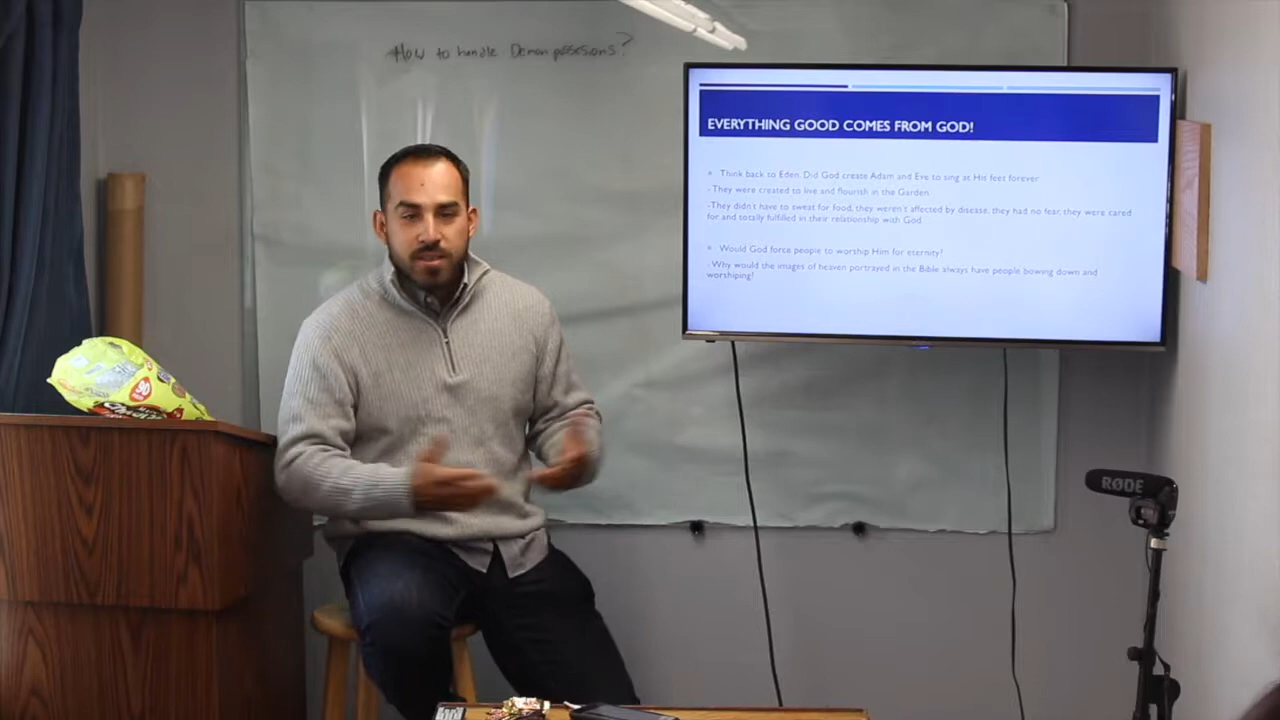 How to handle Demon possesions?
EVERYTHING GOOD COMES FROM GOD!
Think back to Eden. Did God create Adam and Eve to sing at His feet forever
- They were created to live and flourish in the Garden
-They didn't have to sweat for food, they weren't affected by disease, they had no fear, they were cared
for and totally fulfilled in their relationship with God
Would God force people to worship Him for eternity?
- Why would the images of heaven portrayed in the Bible always have people bowing down and
worshiping!
90
RØDE